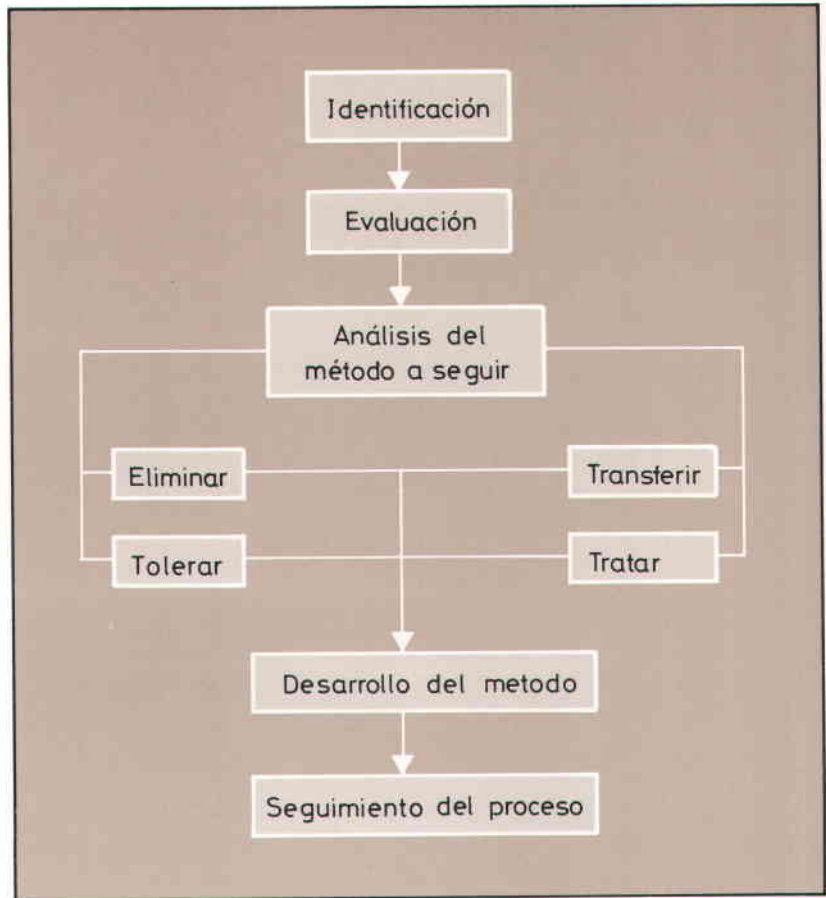 Identificación
Evaluación
Análisis del
método a seguir
Eliminar
Transferir
Tolerar
Tratar
Desarrollo del metodo
Seguimiento del proceso